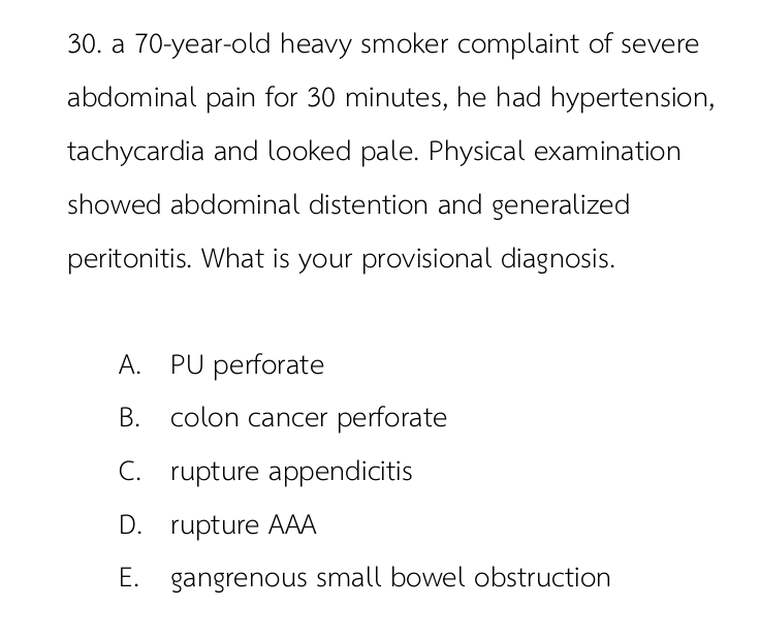 30. a 70-year-old heavy smoker complaint of severe
abdominal pain for 30 minutes, he had hypertension,
tachycardia and looked pale. Physical examination
showed abdominal distention and generalized
peritonitis. What is your provisional diagnosis.
A. PU perforate
B. colon cancer perforate
C. rupture appendicitis
D. rupture AAA
E. gangrenous small bowel obstruction